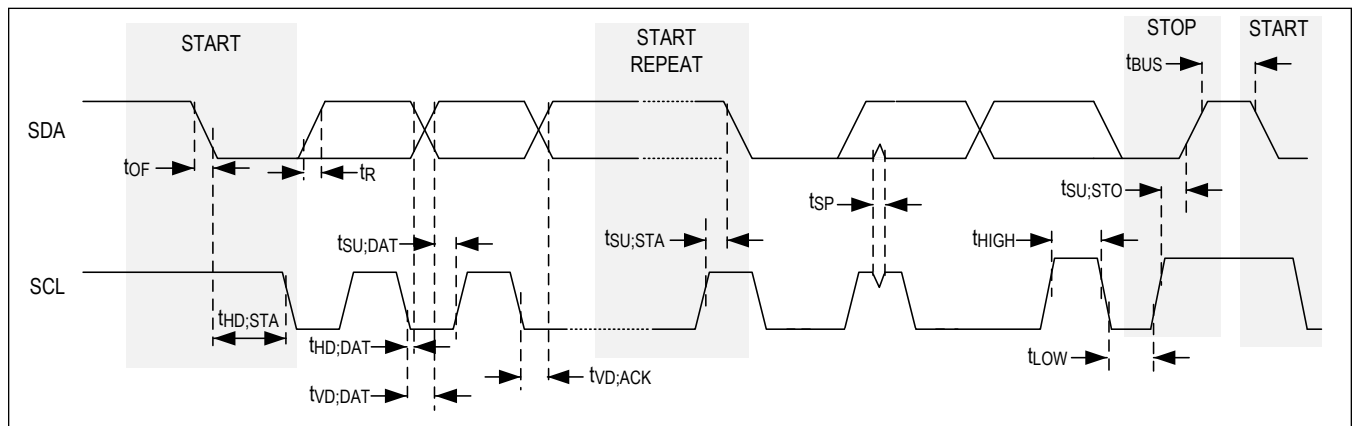 START
START
REPEAT
STOP
START
tBUS
SDA
tOF
tR
tSP
tSU;STO
tSU;DAT
tSU;STA
tHIGH
SCL
tHD;STA
tHD;DAT
tLOW
tVD;DAT
tVD;ACK